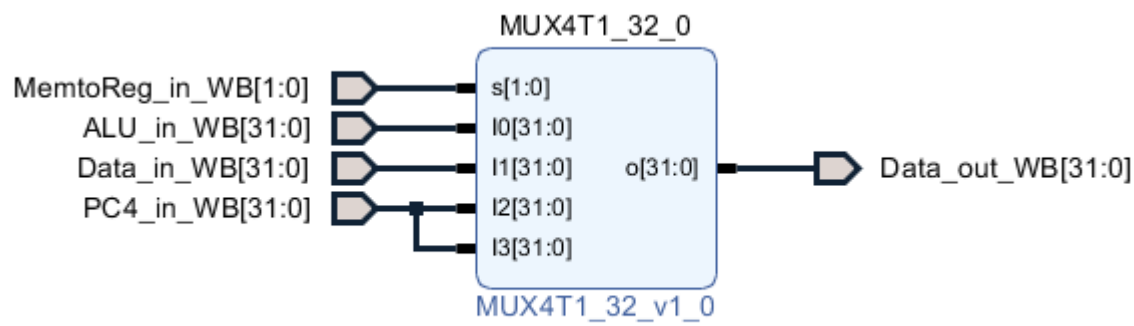 MUX4T1_32_0
MemtoReg_in_WB[1:0]
s[1:0]
ALU_in_WB[31:0]
I0[31:0]
Data_in_WB[31:0]
I1[31:0]
o[31:0]
Data_out_WB[31:0]
PC4_in_WB[31:0]
I2[31:0]
I3[31:0]
MUX4T1_32_v1_0